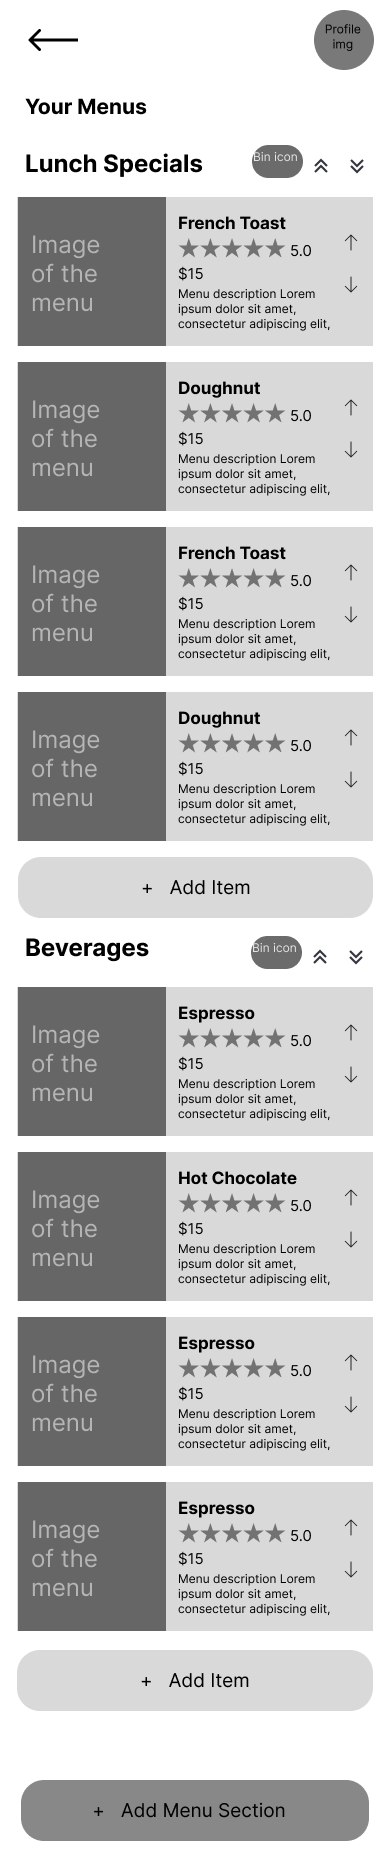 Profile
img
Your Menus
Lunch Specials
Bin icon
Image
of the
menu
French Toast
5.0
$15
Menu description Lorem
ipsum dolor sit amet,
consectetur adipiscing elit,
Image
of the
menu
Doughnut
5.0
$15
Menu description Lorem
ipsum dolor sit amet,
consectetur adipiscing elit,
Image
of the
menu
French Toast
5.0
$15
Menu description Lorem
ipsum dolor sit amet,
consectetur adipiscing elit,
Image
of the
menu
Doughnut
5.0
$15
Menu description Lorem
ipsum dolor sit amet,
consectetur adipiscing elit,
+ Add Item
Beverages
Bin icon
Image
of the
menu
Espresso
5.0
$15
Menu description Lorem
ipsum dolor sit amet,
consectetur adipiscing elit,
Image
of the
menu
Hot Chocolate
5.0
$15
Menu description Lorem
ipsum dolor sit amet,
consectetur adipiscing elit,
Image
of the
menu
Espresso
5.0
$15
Menu description Lorem
ipsum dolor sit amet,
consectetur adipiscing elit,
Image
of the
menu
Espresso
5.0
$15
Menu description Lorem
ipsum dolor sit amet,
consectetur adipiscing elit,
+ Add Item
+ Add Menu Section